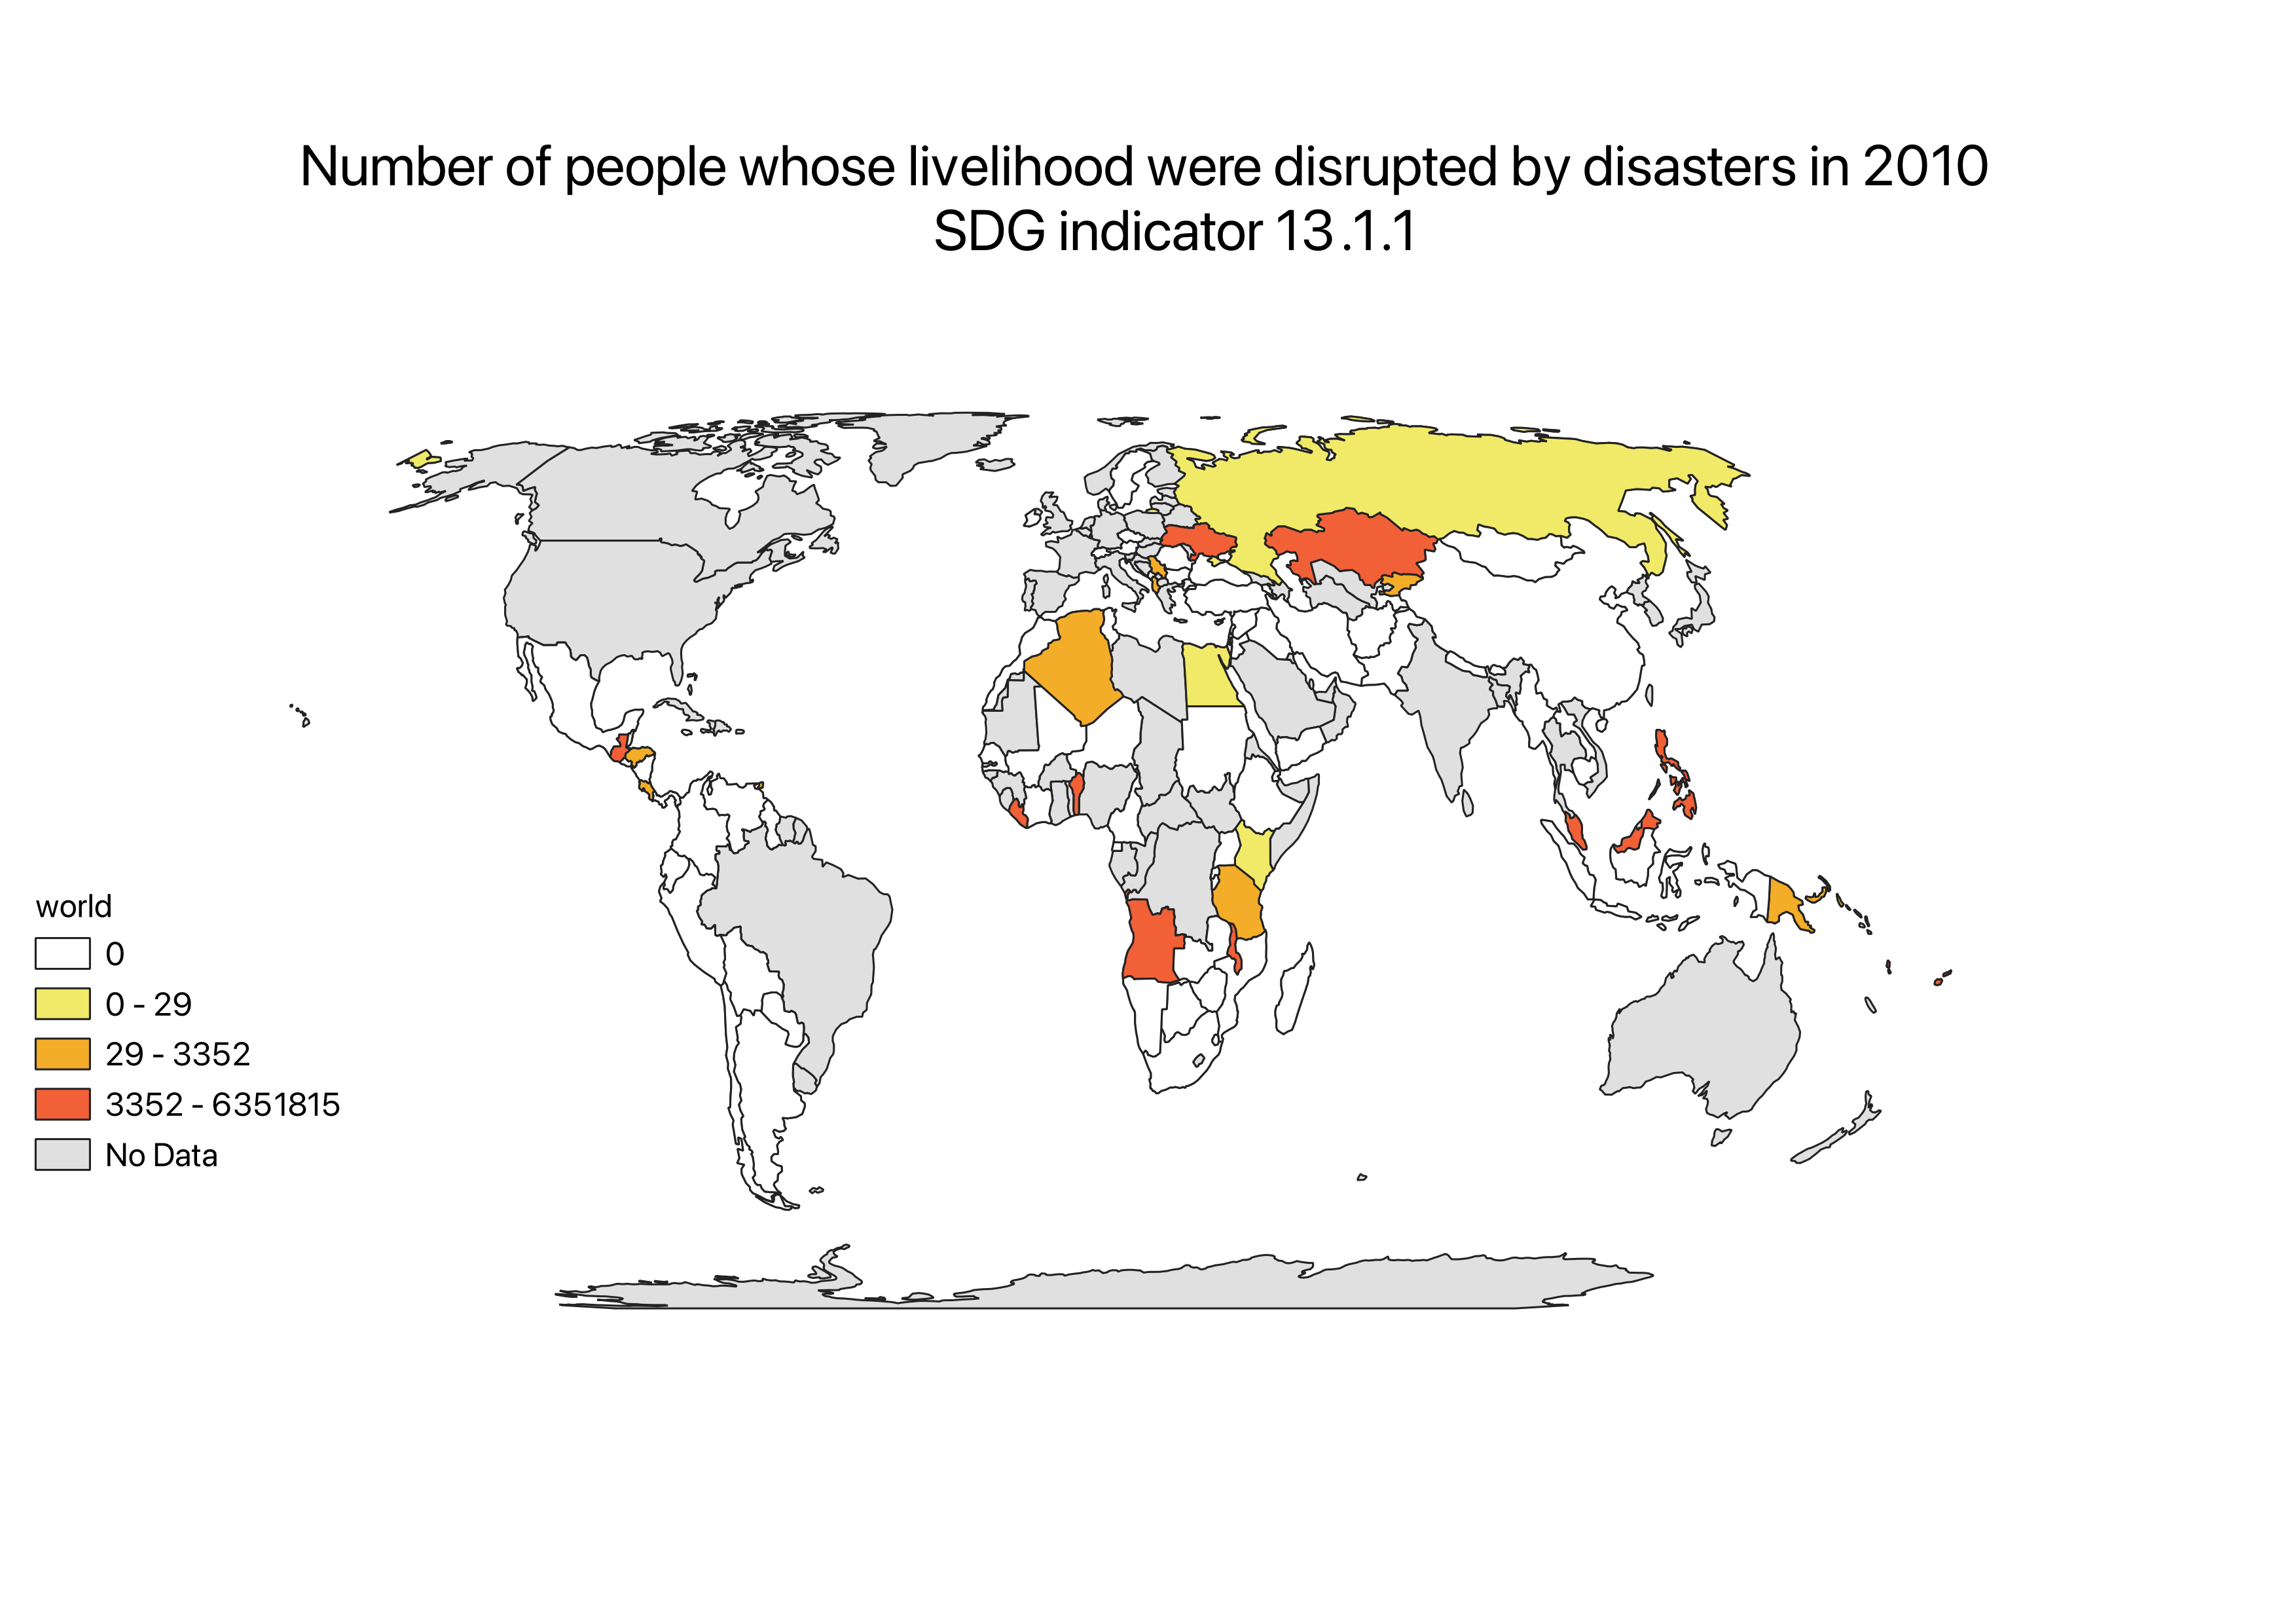 Number of people whose livelihood were disrupted by disasters in 2010
SDG indicator 13.1.1
world
0
0 - 29
29 - 3352
3352 - 6351815
No Data